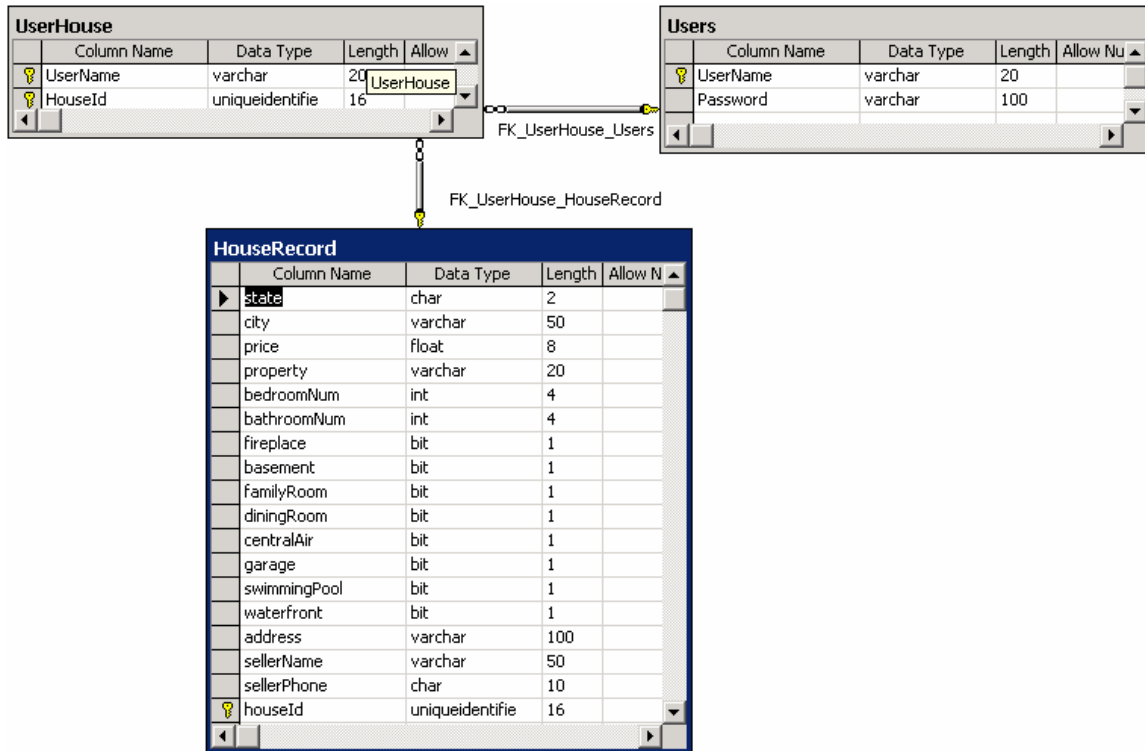 UserHouse
Column Name Data Type Length Allow
UserName varchar 20
UserHouse
HouseId uniqueidentifie 16
Users
Column Name Data Type Length Allow Nu
UserName varchar 20
Password varchar 100
FK_UserHouse_Users
FK_UserHouse_HouseRecord
HouseRecord
Column Name Data Type Length Allow N
state char 2
city varchar 50
price float 8
property varchar 20
bedroomNum int 4
bathroomNum int 4
fireplace bit 1
basement bit 1
familyRoom bit 1
diningRoom bit 1
centralAir bit 1
garage bit 1
swimmingPool bit 1
waterfront bit 1
address varchar 100
sellerName varchar 50
sellerPhone char 10
houseId uniqueidentifie 16